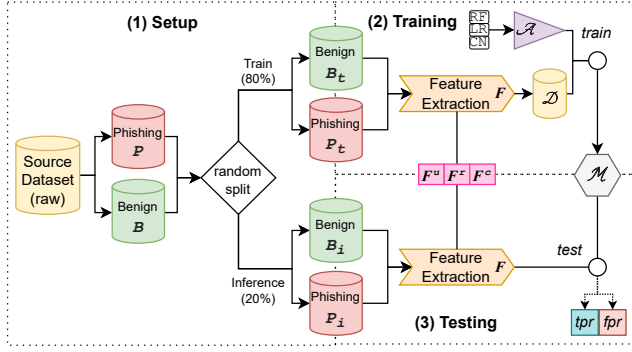 (1) Setup
(2) Training
RF
LR
CN
𝒜
train
Train
(80%)
Benign
B_t
Phishing
P_t
Feature
Extraction F
𝒟
Source
Dataset
(raw)
Phishing
P
Benign
B
random
split
F^u F^r F^c
ℳ
Inference
(20%)
Benign
B_i
Phishing
P_i
Feature
Extraction F
test
(3) Testing
tpr fpr